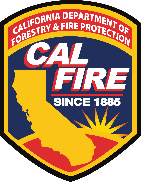 CALIFORNIA DEPARTMENT OF
FORESTRY & FIRE PROTECTION
CAL
FIRE
SINCE 1885